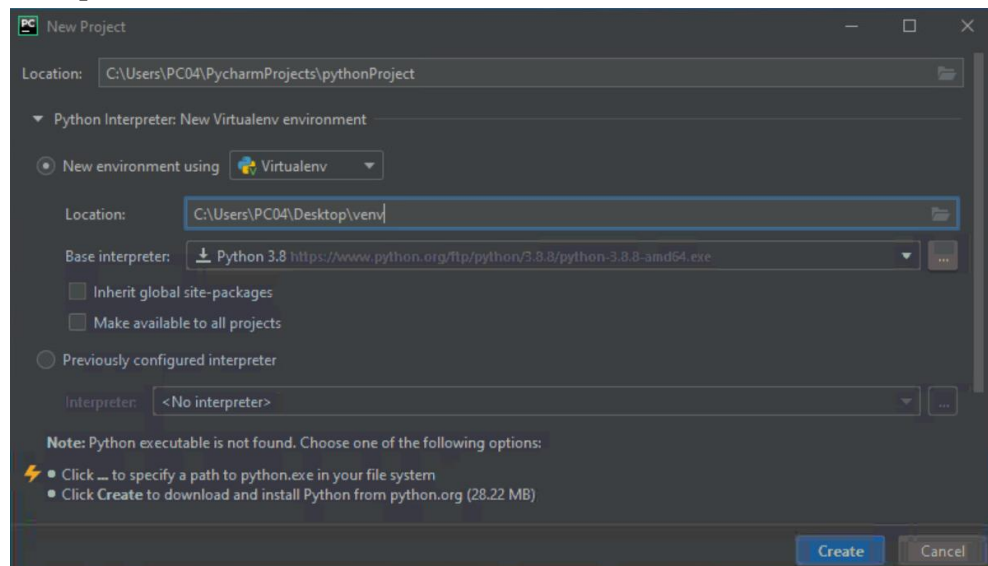 PC New Project
Location: C:\Users\PC04\PycharmProjects\pythonProject
Python Interpreter: New Virtualenv environment
New environment using Virtualenv
Location: C:\Users\PC04\Desktop\venv
Base interpreter: Python 3.8 https://www.python.org/ftp/python/3.8.8/python-3.8.8-amd64.exe ...
Inherit global site-packages
Make available to all projects
Previously configured interpreter
Interpreter: <No interpreter> ...
Note: Python executable is not found. Choose one of the following options:
• Click ... to specify a path to python.exe in your file system
• Click Create to download and install Python from python.org (28.22 MB)
Create Cancel